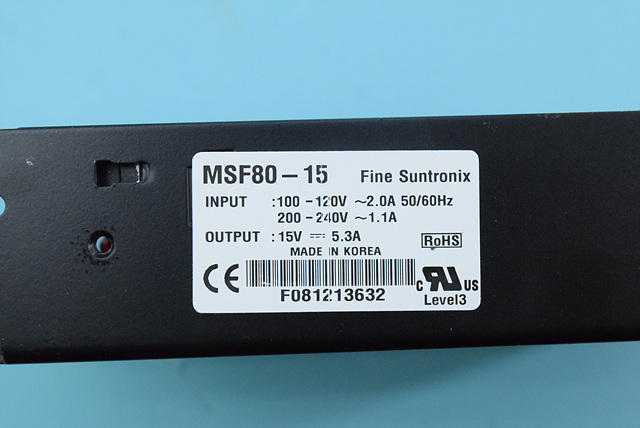 MSF80-15 Fine Suntronix
INPUT :100-120V ~2.0A 50/60Hz
200-240V ~1.1A
OUTPUT :15V ⎓ 5.3A
MADE IN KOREA
RoHS
CE
F081213632
c RU US
Level3